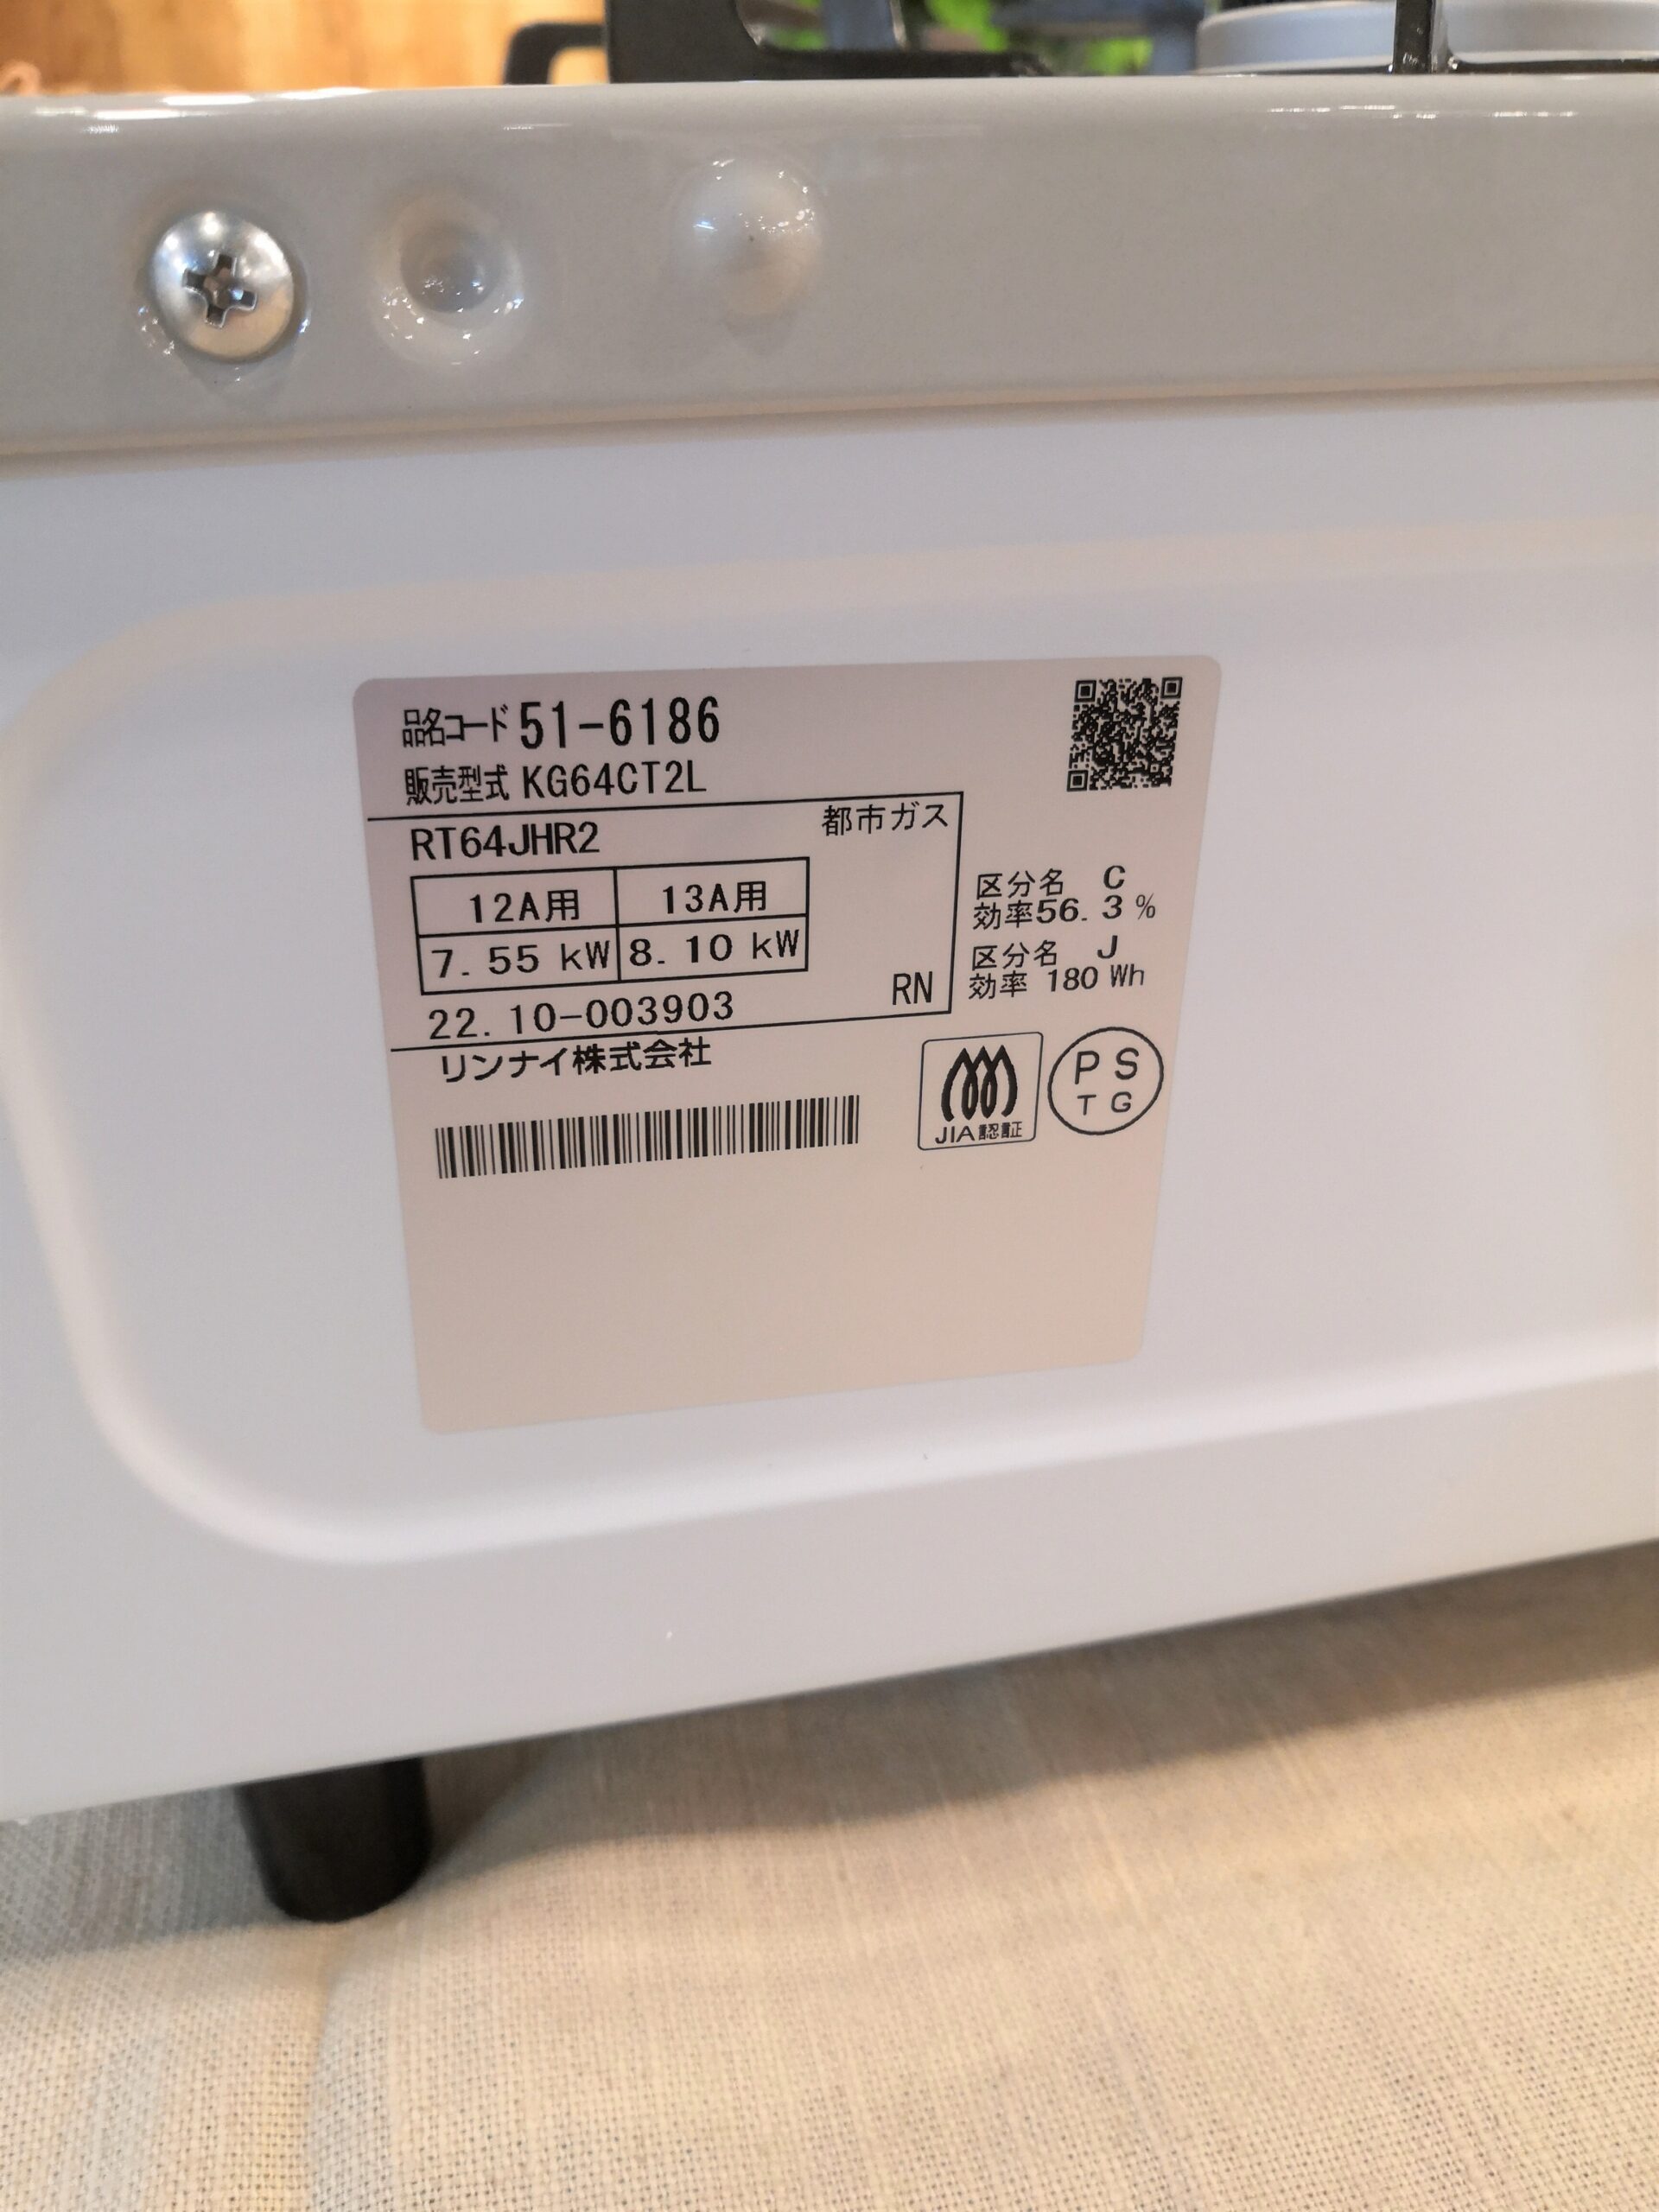 品名コード 51-6186
販売型式 KG64CT2L
RT64JHR2 都市ガス
12A用 13A用
7.55 kW 8.10 kW
22.10-003903 RN
リンナイ株式会社
区分名 C
効率 56.3 %
区分名 J
効率 180 Wh
JIA認証
PS
TG